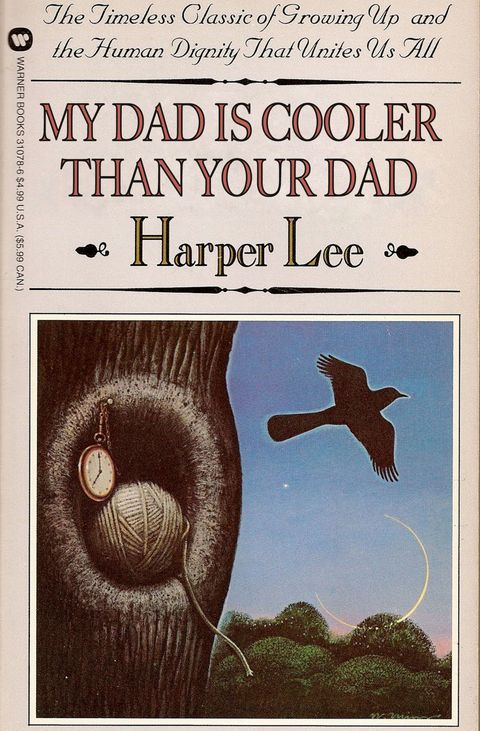 The Timeless Classic of Growing Up and
the Human Dignity That Unites Us All
WARNER BOOKS 31078-6 $4.99 U.S.A. ($5.99 CAN.)
MY DAD IS COOLER
THAN YOUR DAD
Harper Lee